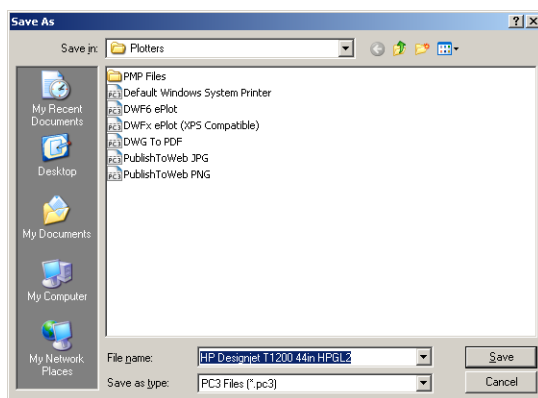 Save As
Save in:
Plotters
PMP Files
Default Windows System Printer
DWF6 ePlot
DWFx ePlot (XPS Compatible)
DWG To PDF
PublishToWeb JPG
PublishToWeb PNG
My Recent
Documents
Desktop
My Documents
My Computer
My Network
Places
File name:
HP Designjet T1200 44in HPGL2
Save
Save as type:
PC3 Files (*.pc3)
Cancel